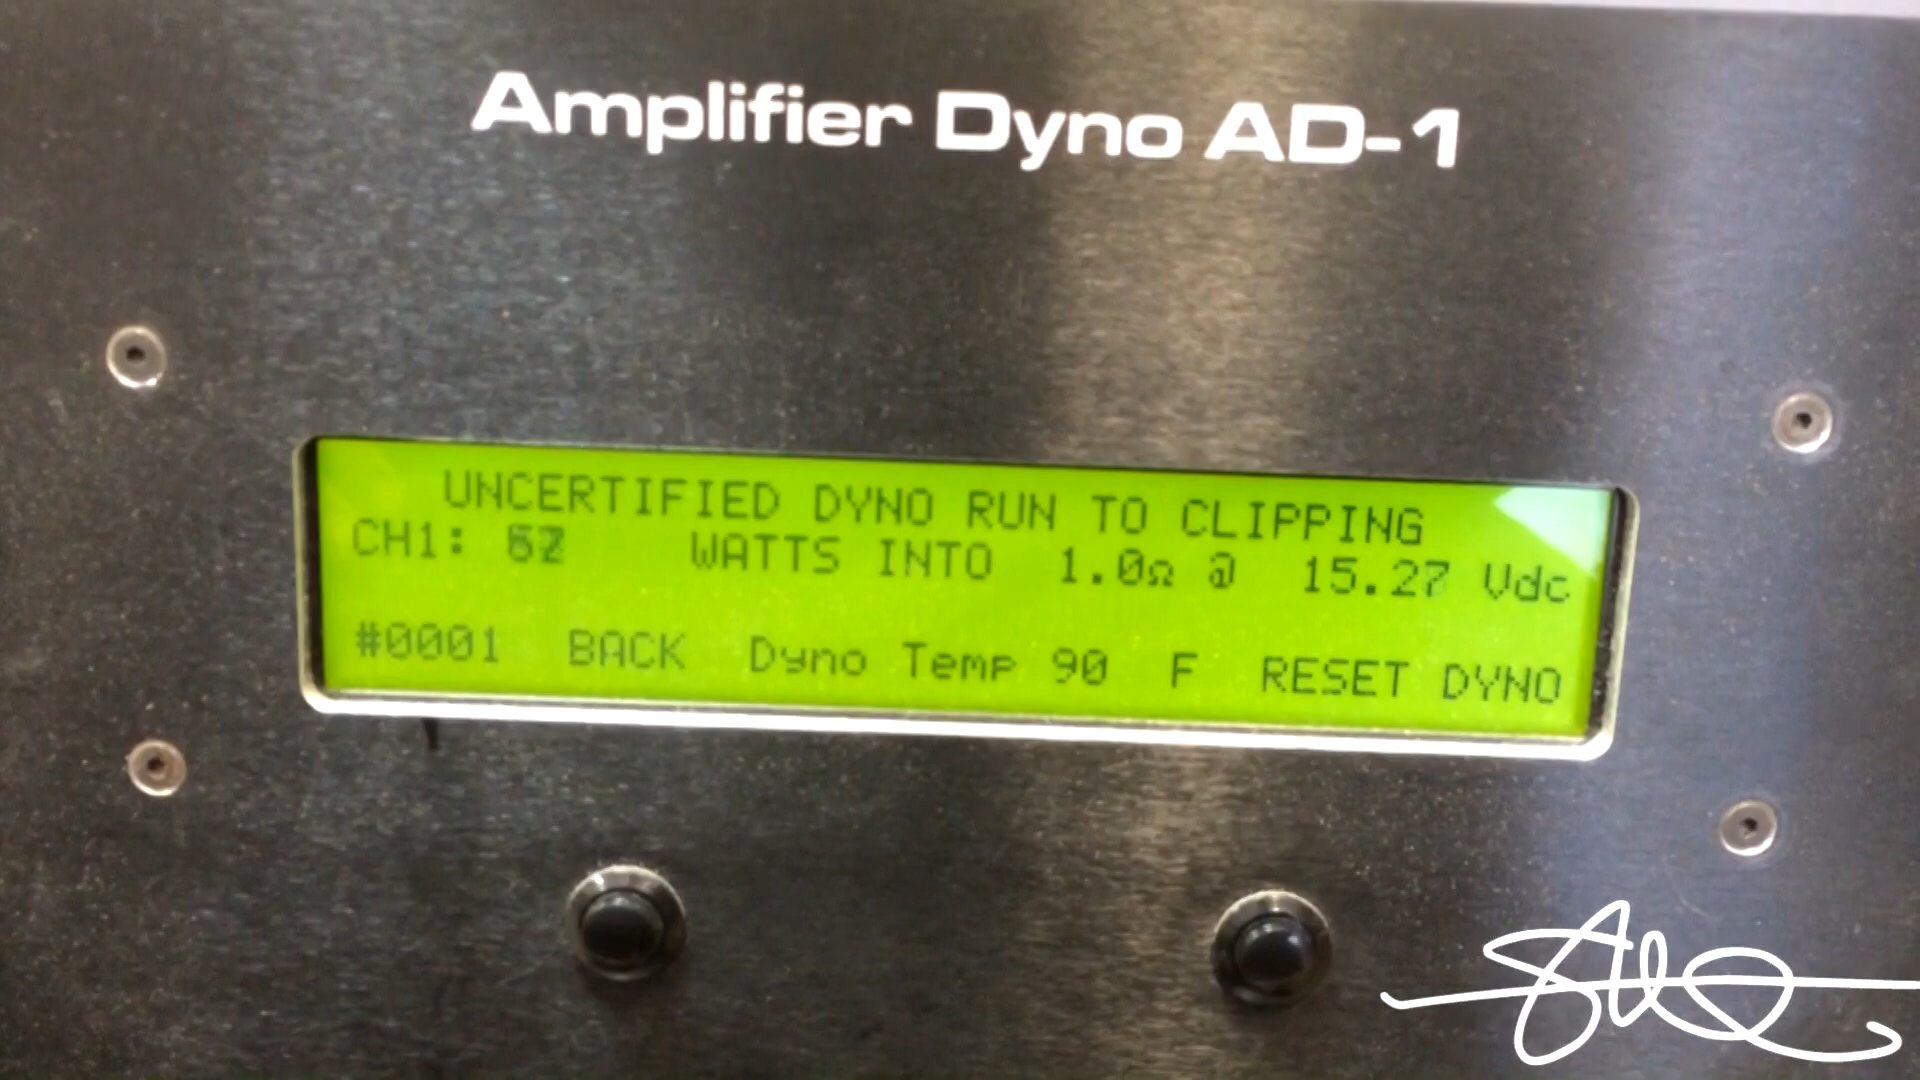 Amplifier Dyno AD-1
UNCERTIFIED DYNO RUN TO CLIPPING
CH1: WATTS INTO 1.0Ω @ 15.27 Vdc
#0001 BACK Dyno Temp 90 F RESET DYNO